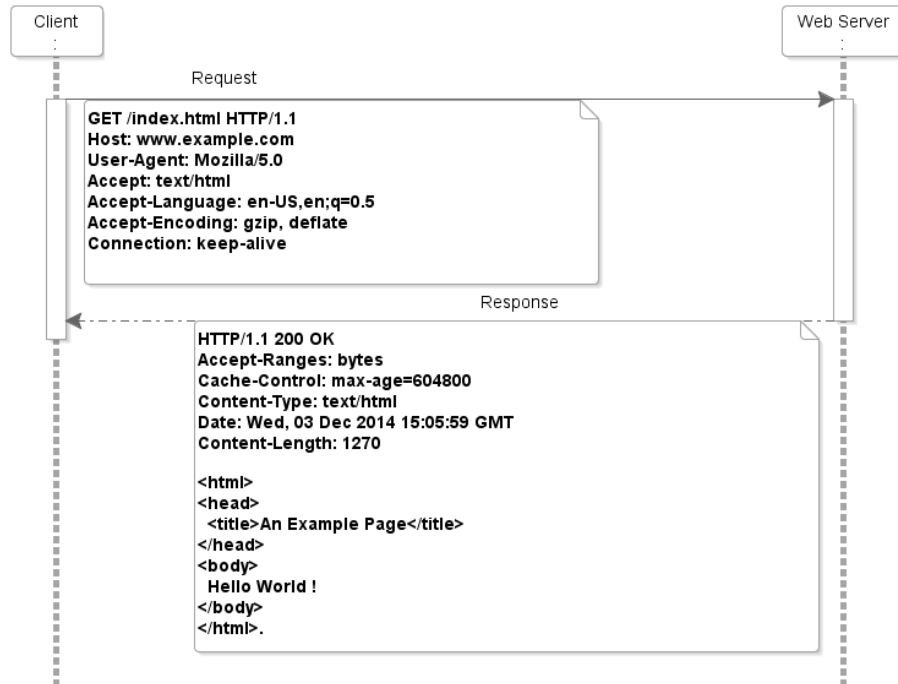 Client
:
Web Server
:
Request
GET /index.html HTTP/1.1
Host: www.example.com
User-Agent: Mozilla/5.0
Accept: text/html
Accept-Language: en-US,en;q=0.5
Accept-Encoding: gzip, deflate
Connection: keep-alive
Response
HTTP/1.1 200 OK
Accept-Ranges: bytes
Cache-Control: max-age=604800
Content-Type: text/html
Date: Wed, 03 Dec 2014 15:05:59 GMT
Content-Length: 1270

<html>
<head>
  <title>An Example Page</title>
</head>
<body>
  Hello World !
</body>
</html>.